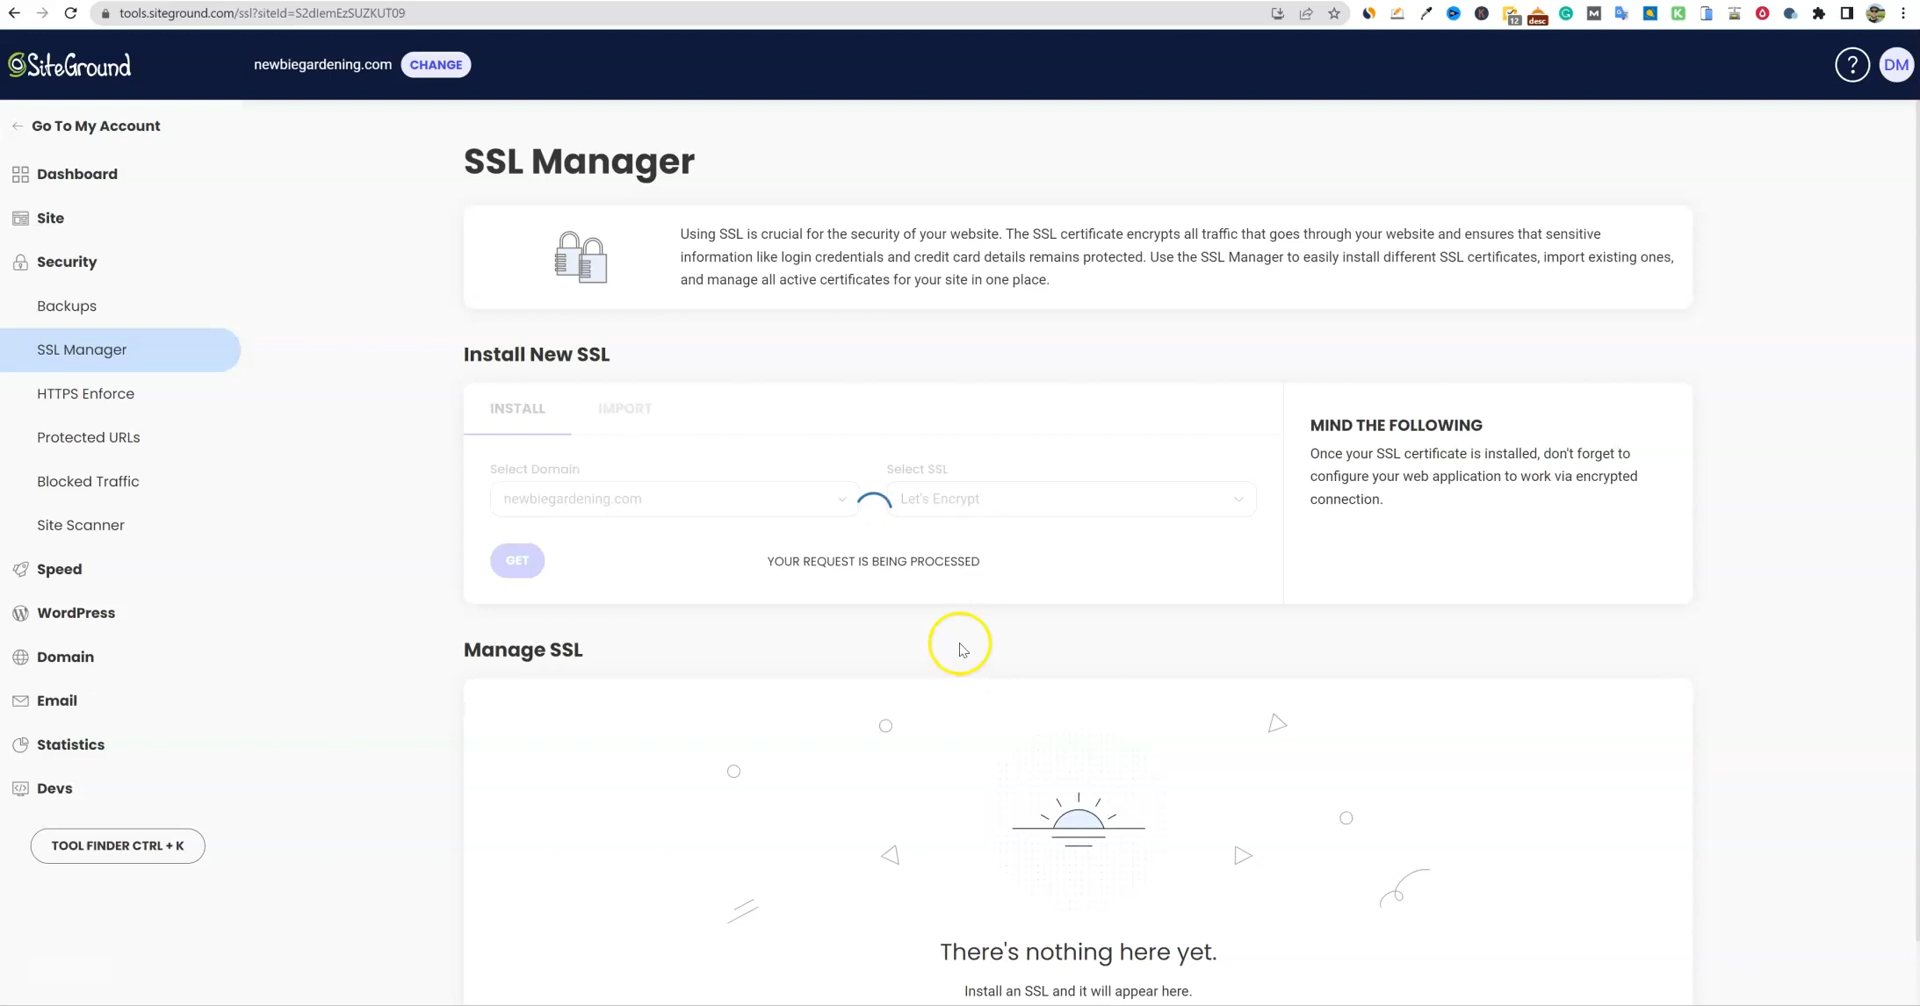 tools.siteground.com/ssl?siteId=S2dIemEzSUZKUT09
12
desc
SiteGround
newbiegardening.com
CHANGE
?
DM
Go To My Account
Dashboard
Site
Security
Backups
SSL Manager
HTTPS Enforce
Protected URLs
Blocked Traffic
Site Scanner
Speed
WordPress
Domain
Email
Statistics
Devs
TOOL FINDER CTRL + K
SSL Manager
Using SSL is crucial for the security of your website. The SSL certificate encrypts all traffic that goes through your website and ensures that sensitive
information like login credentials and credit card details remains protected. Use the SSL Manager to easily install different SSL certificates, import existing ones,
and manage all active certificates for your site in one place.
Install New SSL
INSTALL
IMPORT
Select Domain
Select SSL
newbiegardening.com
Let's Encrypt
GET
YOUR REQUEST IS BEING PROCESSED
MIND THE FOLLOWING
Once your SSL certificate is installed, don't forget to
configure your web application to work via encrypted
connection.
Manage SSL
There's nothing here yet.
Install an SSL and it will appear here.